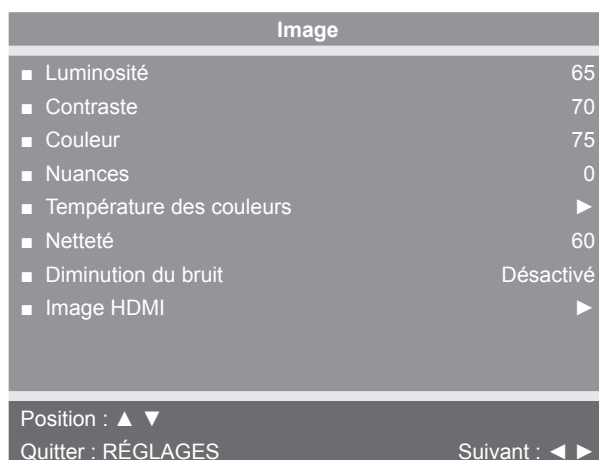 Image
■ Luminosité 65
■ Contraste 70
■ Couleur 75
■ Nuances 0
■ Température des couleurs ►
■ Netteté 60
■ Diminution du bruit Désactivé
■ Image HDMI ►
Position : ▲ ▼
Quitter : RÉGLAGES Suivant : ◄ ►